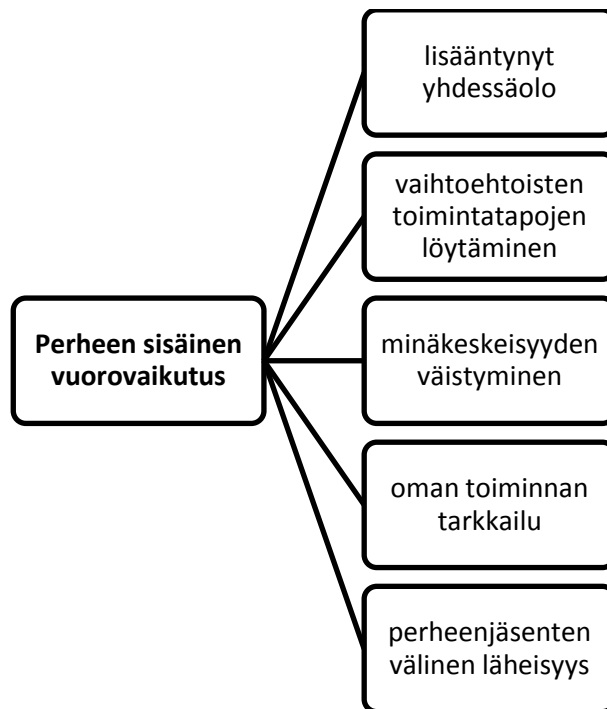 lisääntynyt
yhdessäolo
vaihtoehtoisten
toimintatapojen
löytäminen
Perheen sisäinen
vuorovaikutus
minäkeskeisyyden
väistyminen
oman toiminnan
tarkkailu
perheenjäsenten
välinen läheisyys